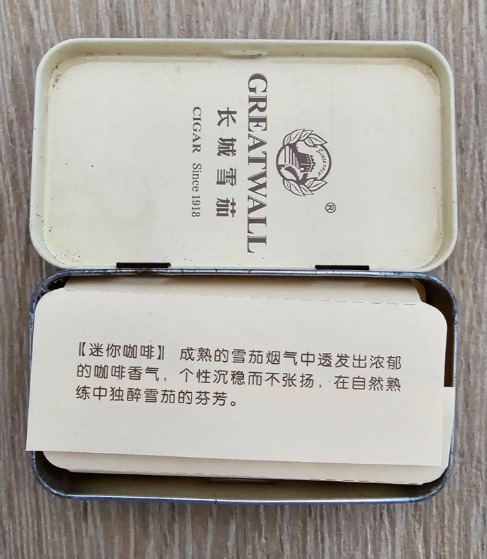 GREATWALL
长城雪茄
CIGAR Since 1918
®
【迷你咖啡】 成熟的雪茄烟气中透发出浓郁
的咖啡香气，个性沉稳而不张扬，在自然熟
练中独醉雪茄的芬芳。